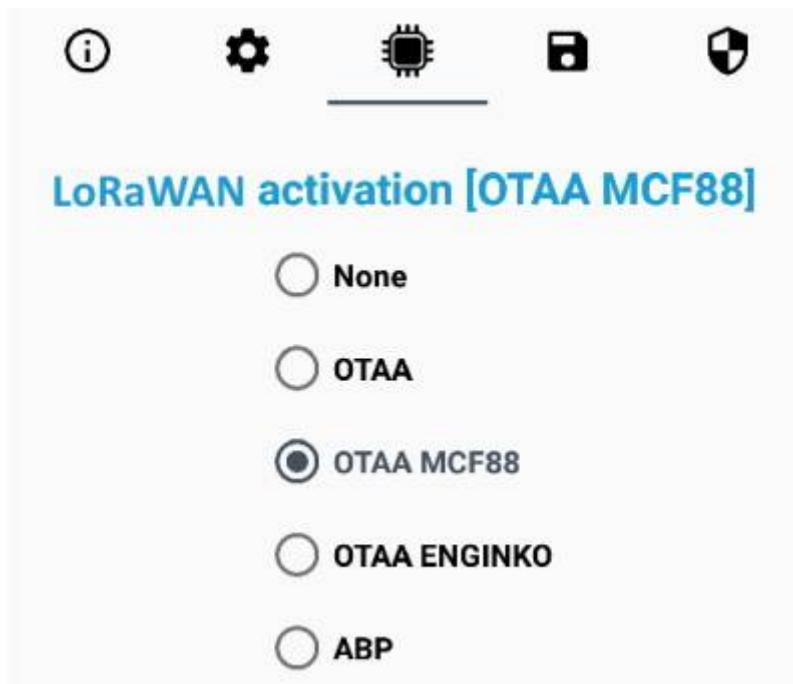 LoRaWAN activation [OTAA MCF88]
None
OTAA
OTAA MCF88
OTAA ENGINKO
ABP